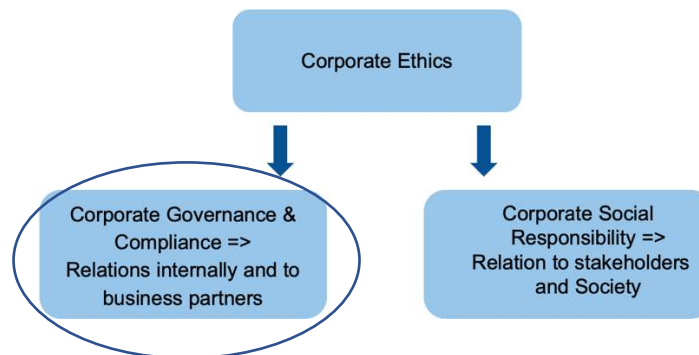 Corporate Ethics
Corporate Governance &
Compliance =>
Relations internally and to
business partners
Corporate Social
Responsibility =>
Relation to stakeholders
and Society